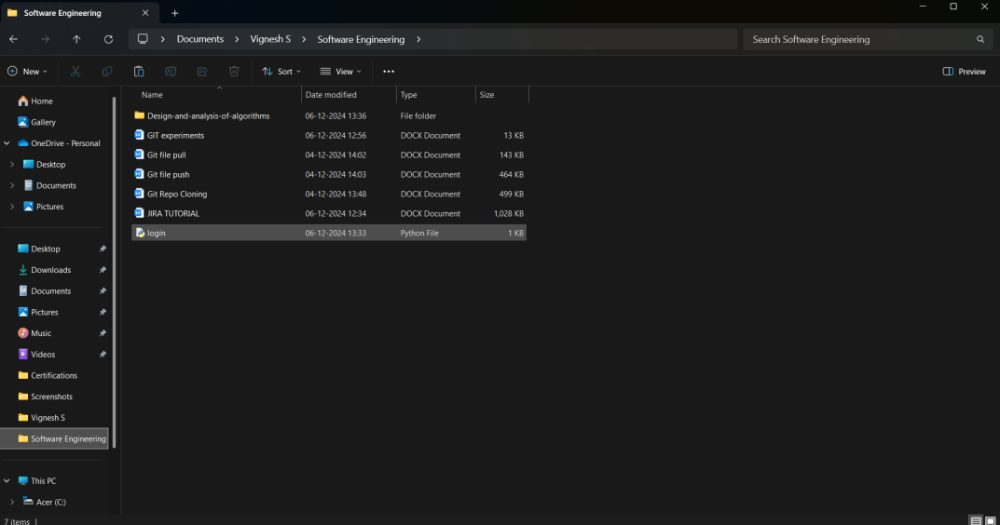 Software Engineering
Documents Vignesh S Software Engineering
Search Software Engineering
New Sort View Preview
Home
Gallery
OneDrive - Personal
Desktop
Documents
Pictures
Desktop
Downloads
Documents
Pictures
Music
Videos
Certifications
Screenshots
Vignesh S
Software Engineering
This PC
Acer (C:)
Name Date modified Type Size
Design-and-analysis-of-algorithms 06-12-2024 13:36 File folder
GIT experiments 06-12-2024 12:56 DOCX Document 13 KB
Git file pull 04-12-2024 14:02 DOCX Document 143 KB
Git file push 04-12-2024 14:03 DOCX Document 464 KB
Git Repo Cloning 04-12-2024 13:48 DOCX Document 499 KB
JIRA TUTORIAL 06-12-2024 12:34 DOCX Document 1,028 KB
login 06-12-2024 13:33 Python File 1 KB
7 items